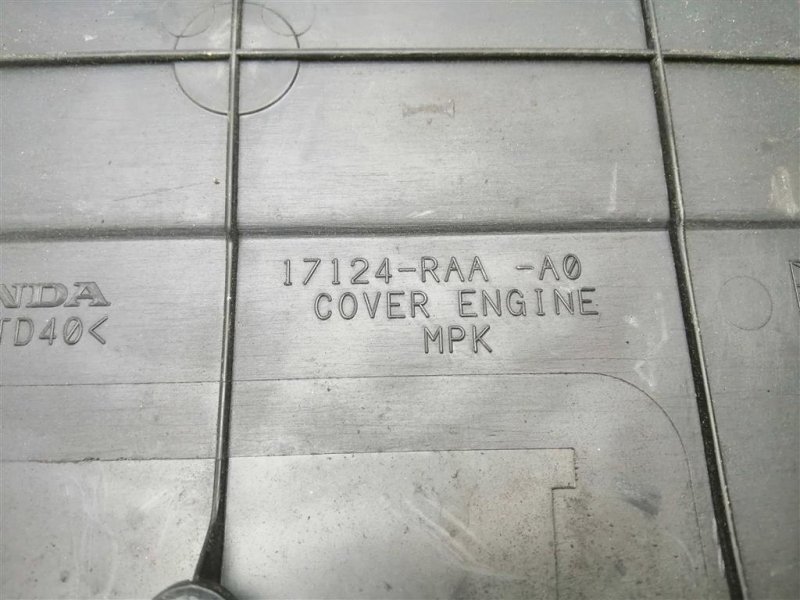 17124-RAA -A0
COVER ENGINE
MPK
NDA
TD40<